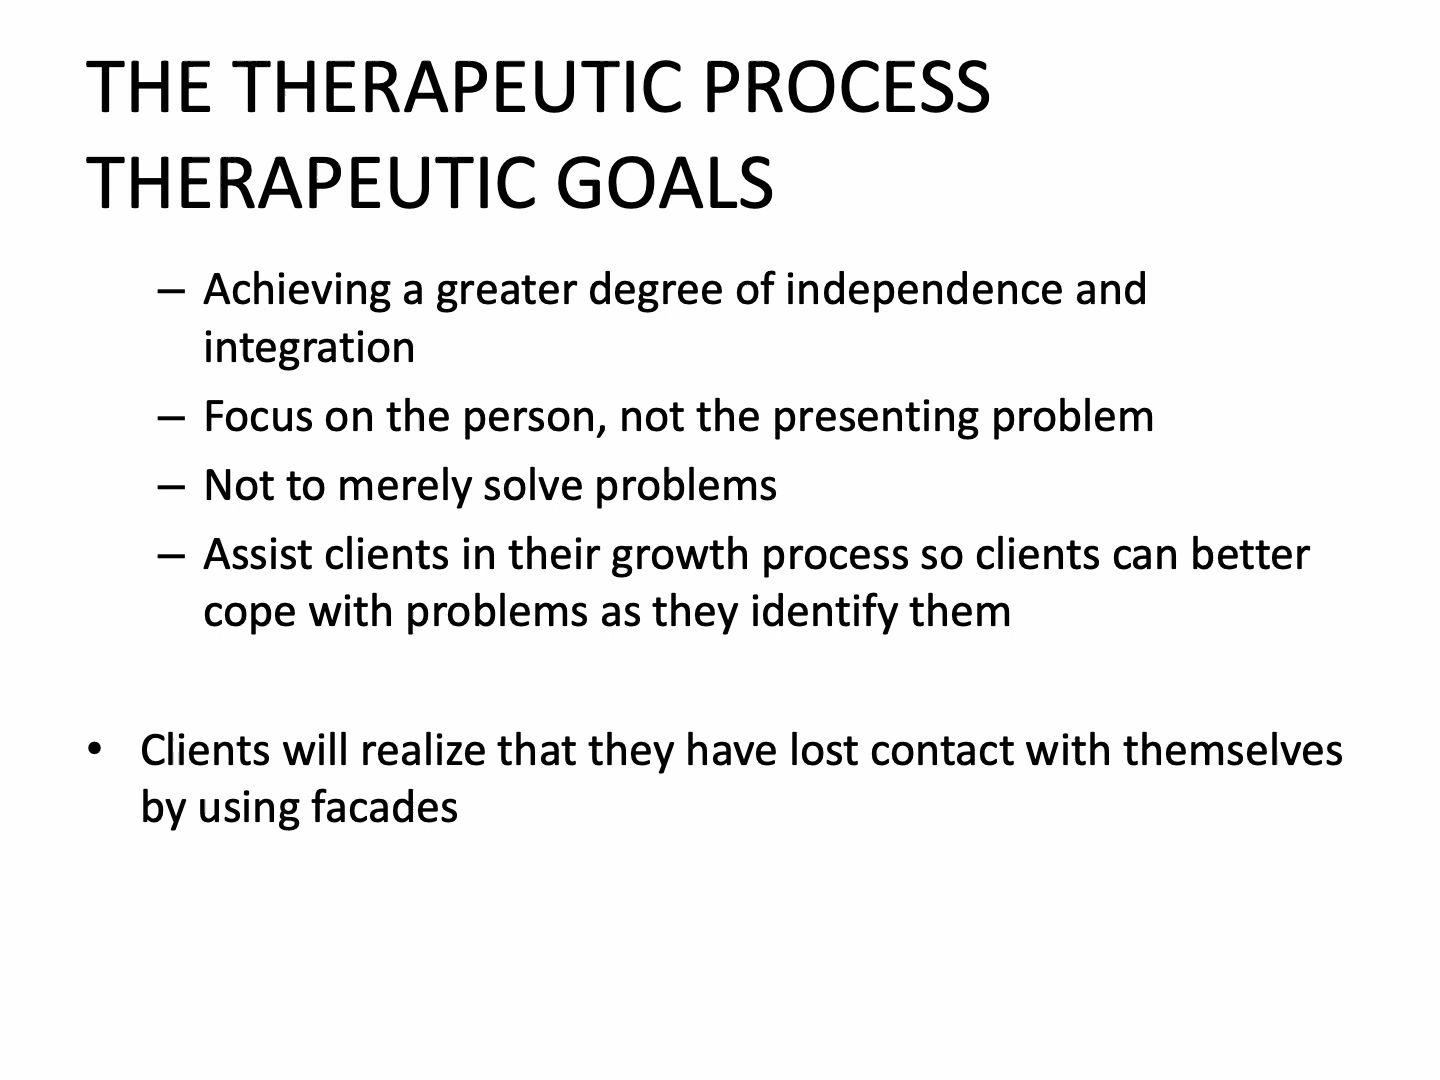 THE THERAPEUTIC PROCESS
THERAPEUTIC GOALS
– Achieving a greater degree of independence and
integration
– Focus on the person, not the presenting problem
– Not to merely solve problems
– Assist clients in their growth process so clients can better
cope with problems as they identify them
• Clients will realize that they have lost contact with themselves
by using facades